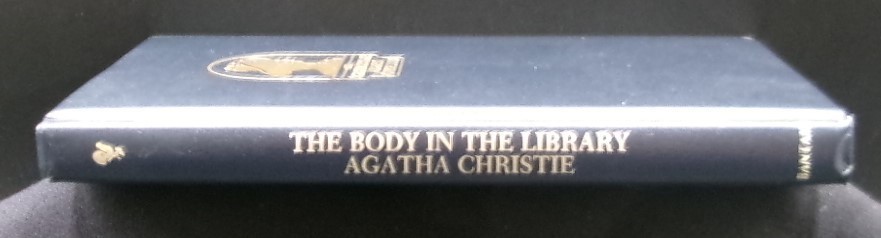 THE BODY IN THE LIBRARY
AGATHA CHRISTIE
BANTAM